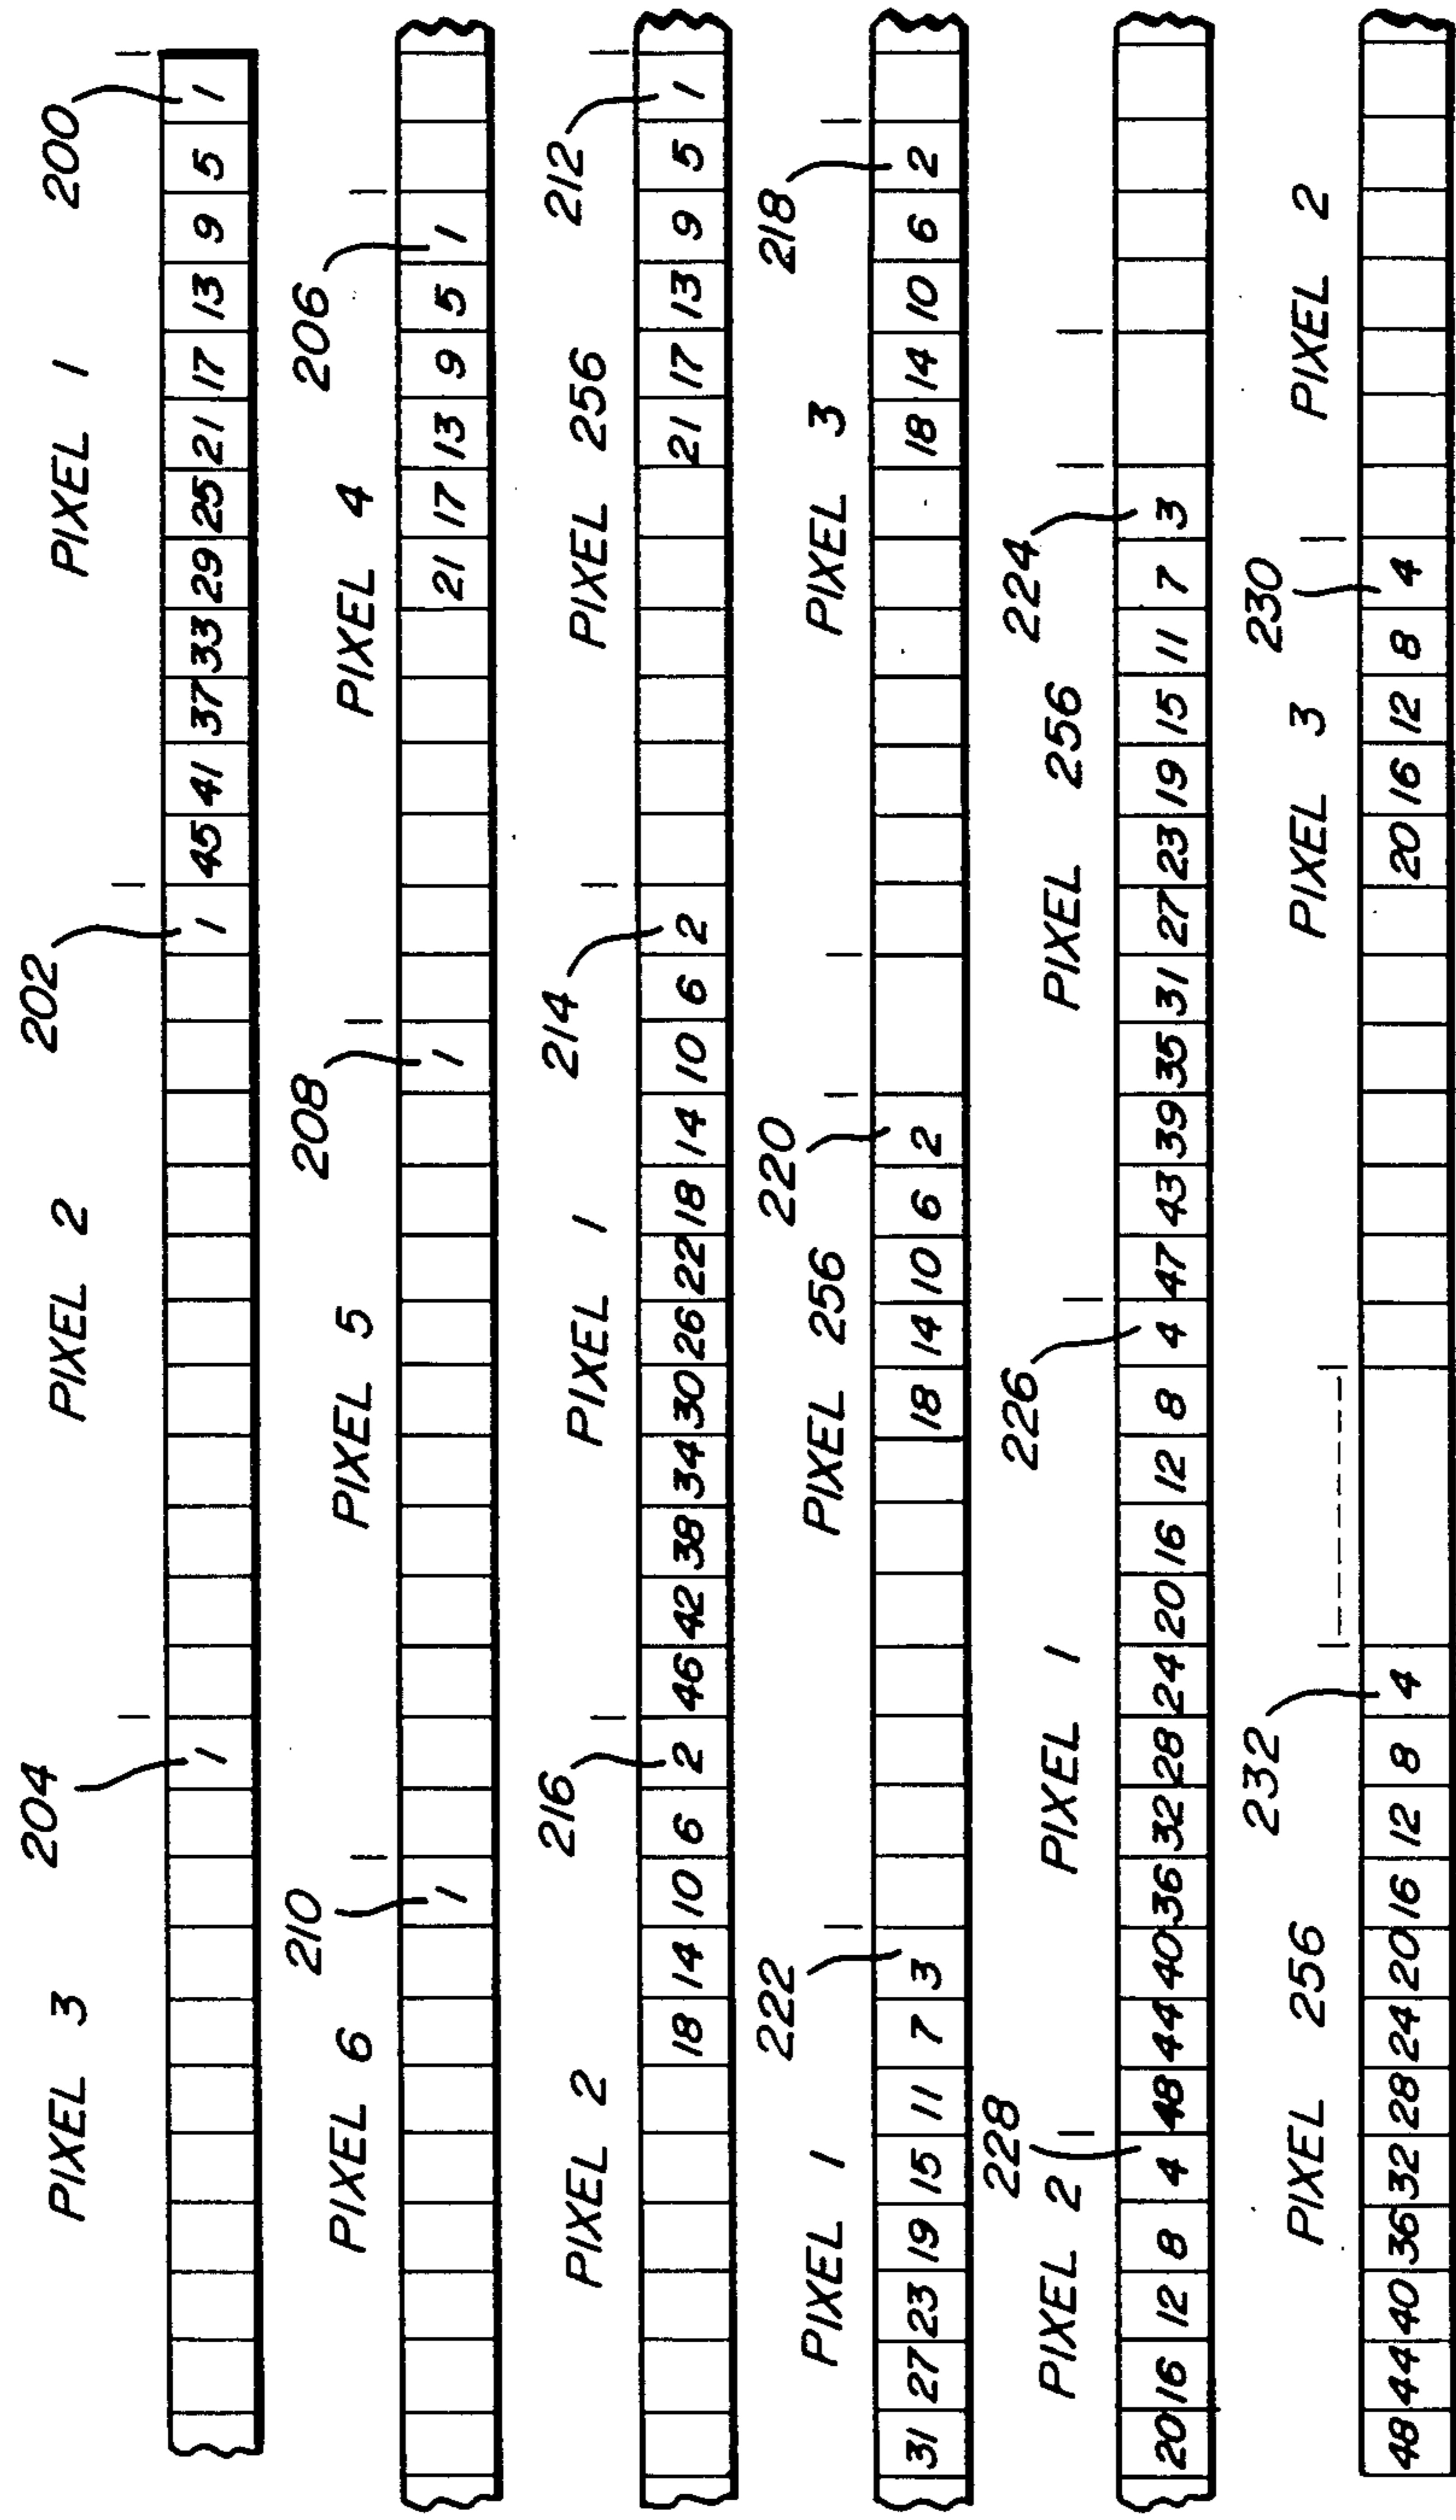 PIXEL 3 204 PIXEL 2 202 PIXEL 1 200
1 1 45 41 37 33 29 25 21 17 13 9 5 1
PIXEL 6 210 PIXEL 5 208 PIXEL 4 206
1 1 21 17 13 9 5 1
PIXEL 2 216 PIXEL 1 214 PIXEL 256 212
18 14 10 6 2 46 42 38 34 30 26 22 18 14 10 6 2 21 17 13 9 5 1
PIXEL 1 222 PIXEL 256 220 PIXEL 3 218
31 27 23 19 15 11 7 3 18 14 10 6 2 18 14 10 6 2
PIXEL 2 228 PIXEL 1 226 PIXEL 256 224
20 16 12 8 4 48 44 40 36 32 28 24 20 16 12 8 4 47 43 39 35 31 27 23 19 15 11 7 3
PIXEL 256 232 PIXEL 3 230 PIXEL 2
48 44 40 36 32 28 24 20 16 12 8 4 20 16 12 8 4